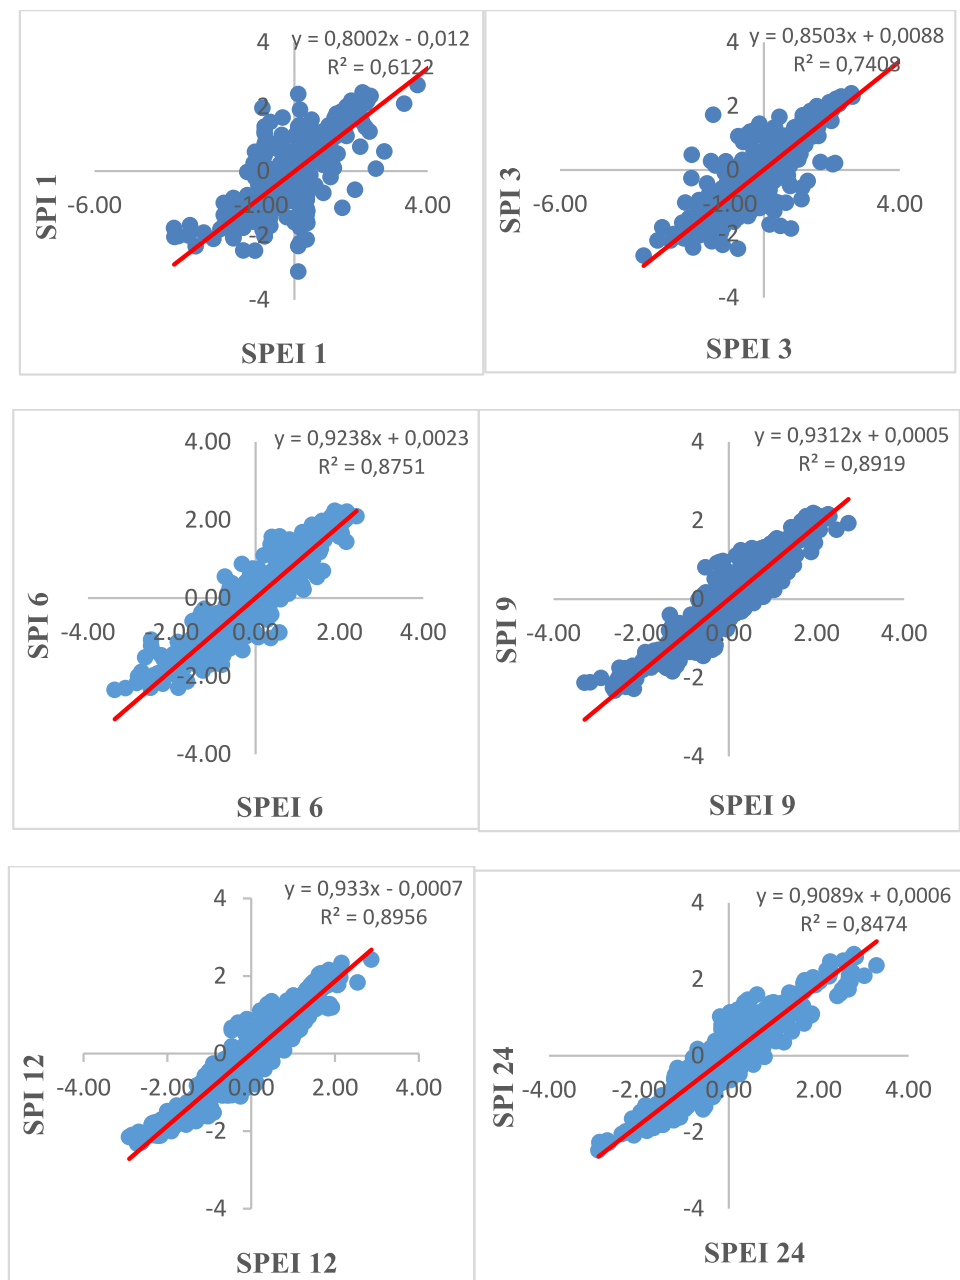 y = 0,8002x - 0,012
R² = 0,6122
4
2
0
-2
-4
-6.00
-1.00
4.00
SPI 1
SPEI 1
y = 0,8503x + 0,0088
R² = 0,7408
4
2
0
-2
-4
-6.00
-1.00
4.00
SPI 3
SPEI 3
y = 0,9238x + 0,0023
R² = 0,8751
4.00
2.00
0.00
-2.00
-4.00
-4.00
-2.00
0.00
2.00
4.00
SPI 6
SPEI 6
y = 0,9312x + 0,0005
R² = 0,8919
4
2
0
-2
-4
-4.00
-2.00
0.00
2.00
4.00
SPI 9
SPEI 9
y = 0,933x - 0,0007
R² = 0,8956
4
2
0
-2
-4
-4.00
-2.00
0.00
2.00
4.00
SPI 12
SPEI 12
y = 0,9089x + 0,0006
R² = 0,8474
4
2
0
-2
-4
-4.00
-2.00
0.00
2.00
4.00
SPI 24
SPEI 24